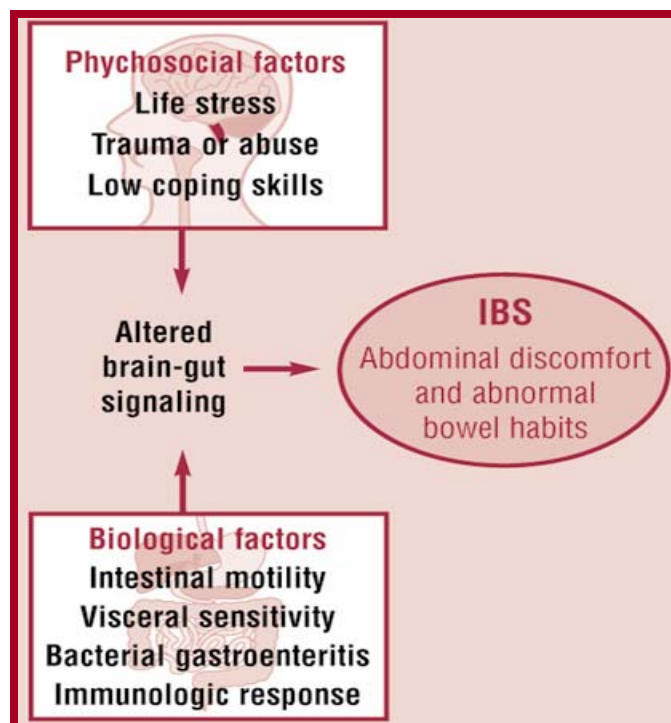 Phychosocial factors
Life stress
Trauma or abuse
Low coping skills
Altered
brain-gut
signaling
IBS
Abdominal discomfort
and abnormal
bowel habits
Biological factors
Intestinal motility
Visceral sensitivity
Bacterial gastroenteritis
Immunologic response